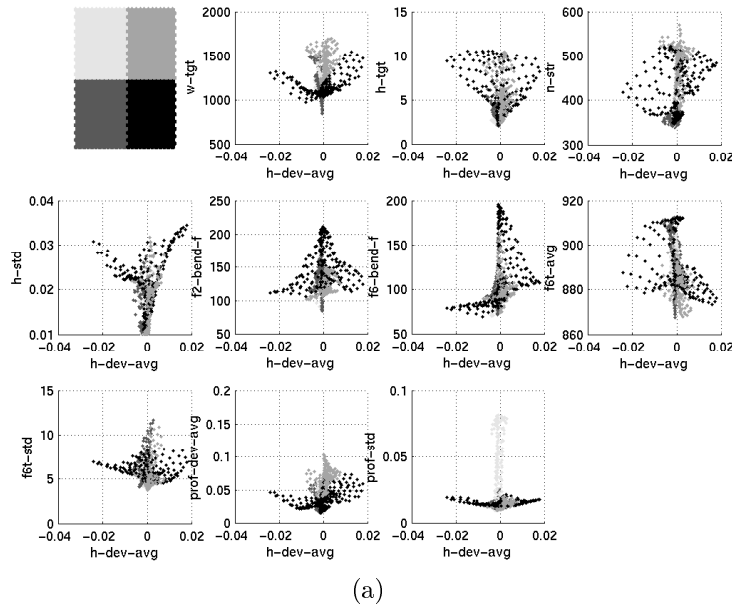 2000
1500
1000
500
w-tgt
-0.04 -0.02 0 0.02
h-dev-avg
15
10
5
0
h-tgt
-0.04 -0.02 0 0.02
h-dev-avg
600
500
400
300
n-str
-0.04 -0.02 0 0.02
h-dev-avg
0.04
0.03
0.02
0.01
h-std
-0.04 -0.02 0 0.02
h-dev-avg
250
200
150
100
50
f2-bend-f
-0.04 -0.02 0 0.02
h-dev-avg
200
150
100
50
f6-bend-f
-0.04 -0.02 0 0.02
h-dev-avg
920
900
880
860
f6t-avg
-0.04 -0.02 0 0.02
h-dev-avg
15
10
5
0
f6t-std
-0.04 -0.02 0 0.02
h-dev-avg
0.2
0.15
0.1
0.05
0
prof-dev-avg
-0.04 -0.02 0 0.02
h-dev-avg
0.1
0.05
0
prof-std
-0.04 -0.02 0 0.02
h-dev-avg
(a)